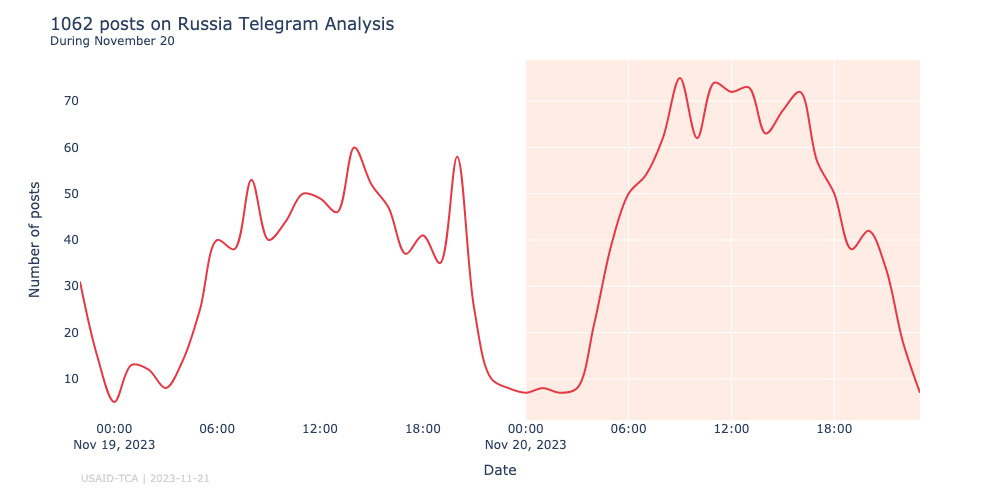 1062 posts on Russia Telegram Analysis
During November 20
70
60
50
40
30
20
10
Number of posts
00:00 06:00 12:00 18:00 00:00 06:00 12:00 18:00
Nov 19, 2023 Nov 20, 2023
Date
USAID-TCA | 2023-11-21